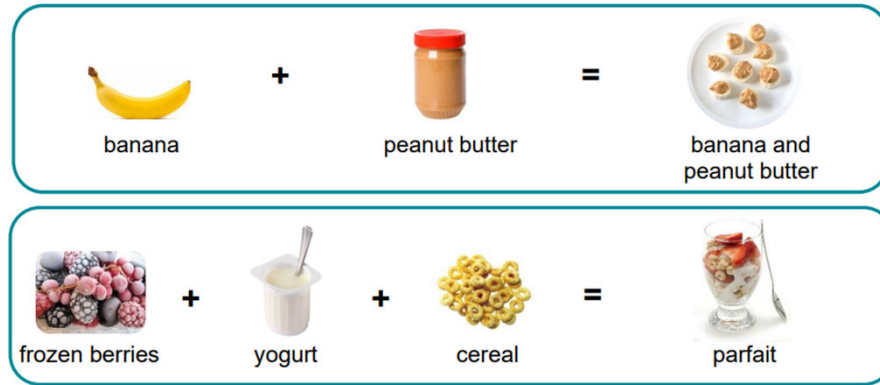 + =
banana peanut butter banana and
peanut butter
+ + =
frozen berries yogurt cereal parfait